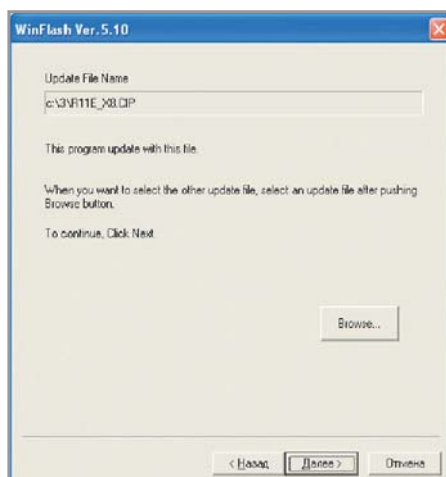 WinFlash Ver.5.10
Update File Name
c:\3\R11E_X8.CIP
This program update with this file.
When you want to select the other update file, select an update file after pushing
Browse button.
To continue, Click Next
Browse...
< Назад
Далее >
Отмена